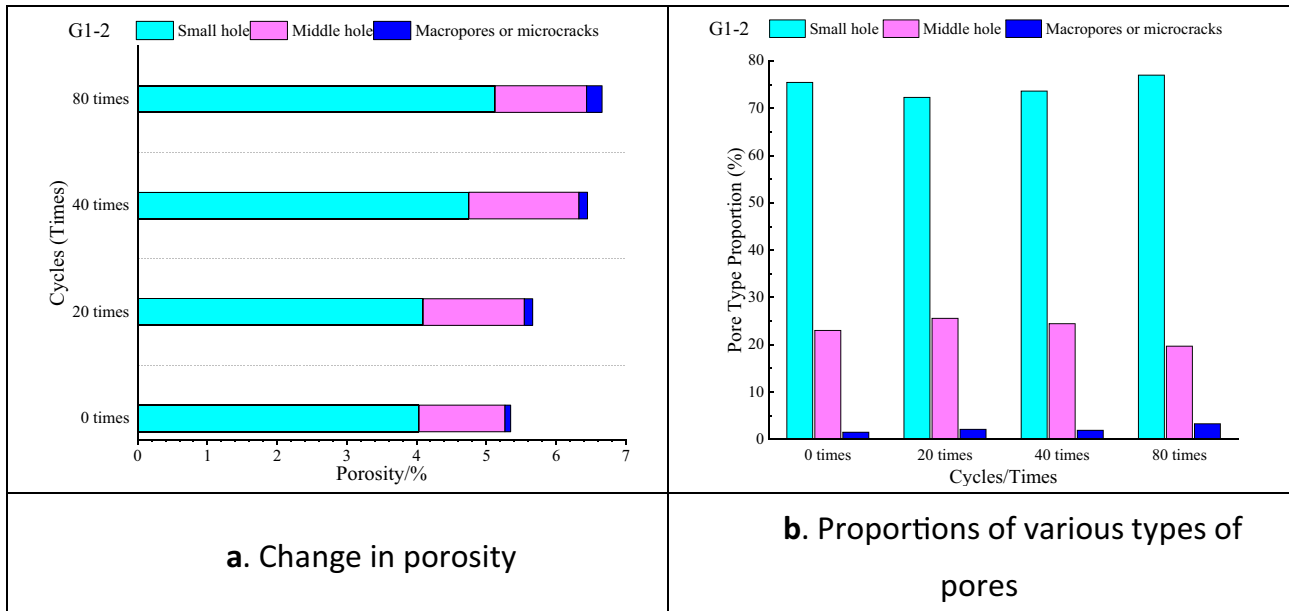 G1-2 Small hole Middle hole Macropores or microcracks
80 times
40 times
20 times
0 times
Cycles (Times)
0 1 2 3 4 5 6 7
Porosity/%
a. Change in porosity
G1-2 Small hole Middle hole Macropores or microcracks
80
70
60
50
40
30
20
10
0
Pore Type Proportion (%)
0 times 20 times 40 times 80 times
Cycles/Times
b. Proportions of various types of
pores